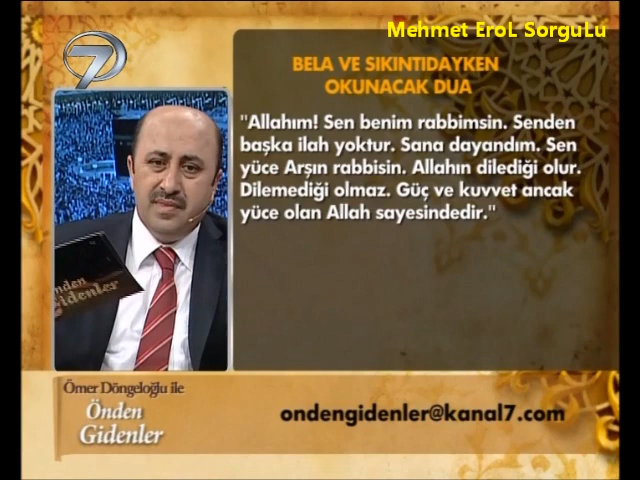 Mehmet EroL SorguLu
7
BELA VE SIKINTIDAYKEN
OKUNACAK DUA
"Allahım! Sen benim rabbimsin. Senden
başka ilah yoktur. Sana dayandım. Sen
yüce Arşın rabbisin. Allahın dilediği olur.
Dilemediği olmaz. Güç ve kuvvet ancak
yüce olan Allah sayesindedir."
Önden
Gidenler
Ömer Döngeloğlu ile
Önden
Gidenler
ondengidenler@kanal7.com